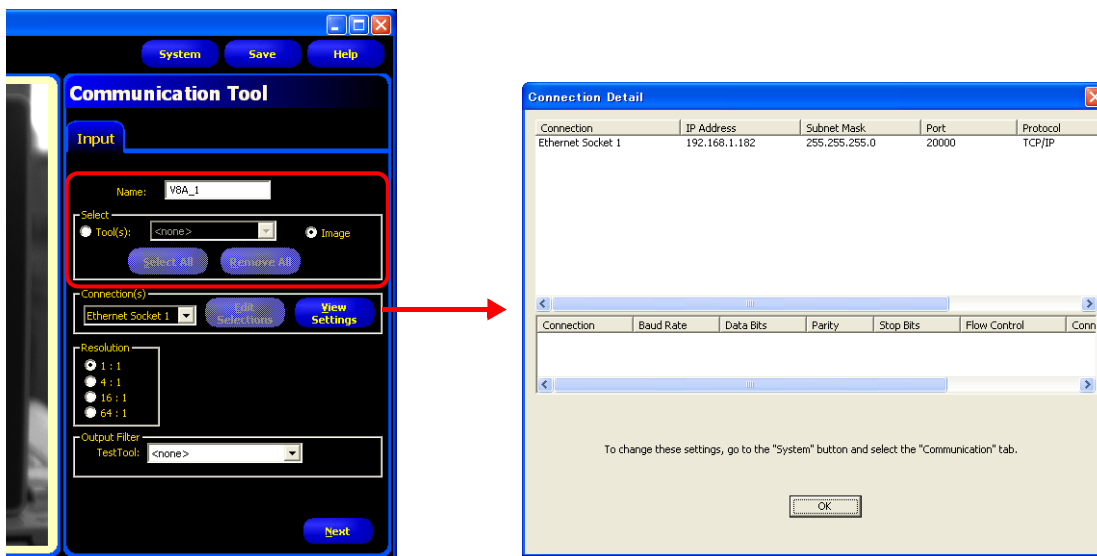 System Save Help
Communication Tool
Input
Name: V8A_1
Select
Tool(s): <none> Image
Select All Remove All
Connection(s)
Ethernet Socket 1 Edit Selections View Settings
Resolution
1 : 1
4 : 1
16 : 1
64 : 1
Output Filter
TestTool: <none>
Next
Connection Detail
Connection IP Address Subnet Mask Port Protocol
Ethernet Socket 1 192.168.1.182 255.255.255.0 20000 TCP/IP
Connection Baud Rate Data Bits Parity Stop Bits Flow Control Conn
To change these settings, go to the "System" button and select the "Communication" tab.
OK